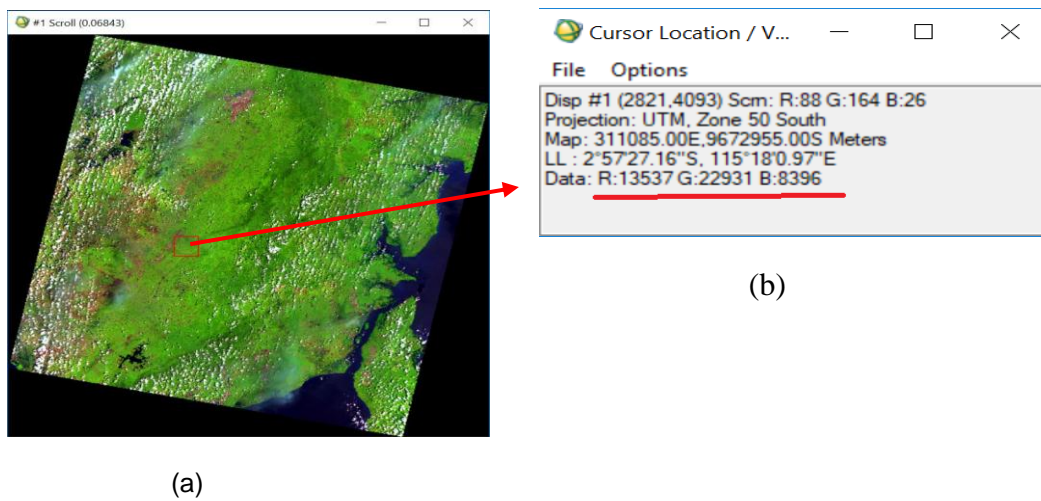 #1 Scroll (0.06843)
(a)
Cursor Location / V...
File Options
Disp #1 (2821,4093) Scrn: R:88 G:164 B:26
Projection: UTM, Zone 50 South
Map: 311085.00E,9672955.00S Meters
LL : 2°57'27.16"S, 115°18'0.97"E
Data: R:13537 G:22931 B:8396
(b)